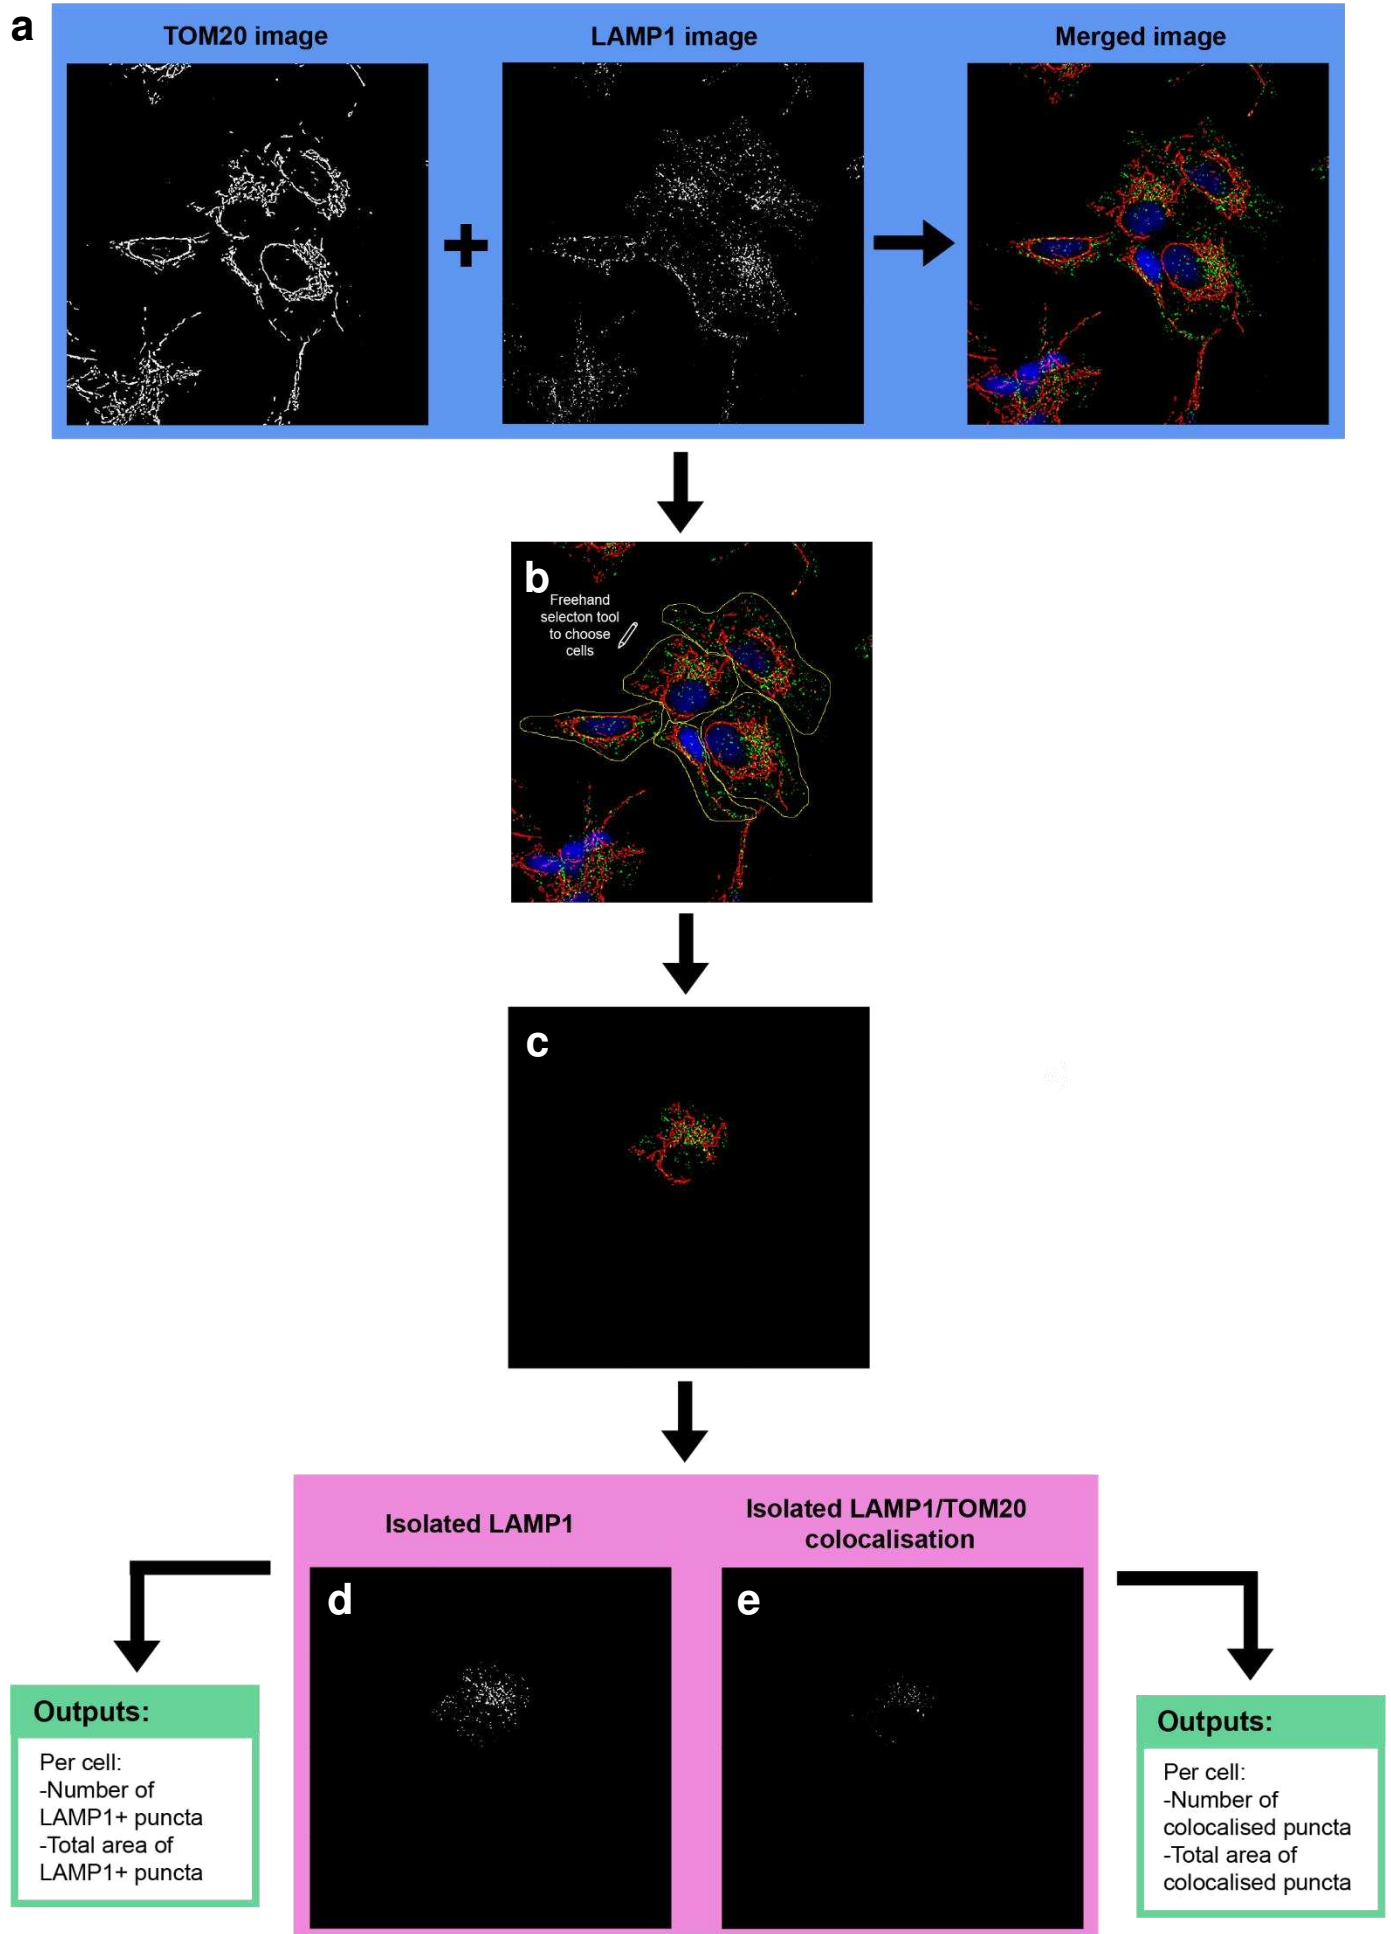 a
TOM20 image
LAMP1 image
Merged image
b
Freehand
selecton tool
to choose
cells
c
Isolated LAMP1
Isolated LAMP1/TOM20
colocalisation
d
e
Outputs:
Per cell:
-Number of
LAMP1+ puncta
-Total area of
LAMP1+ puncta
Outputs:
Per cell:
-Number of
colocalised puncta
-Total area of
colocalised puncta